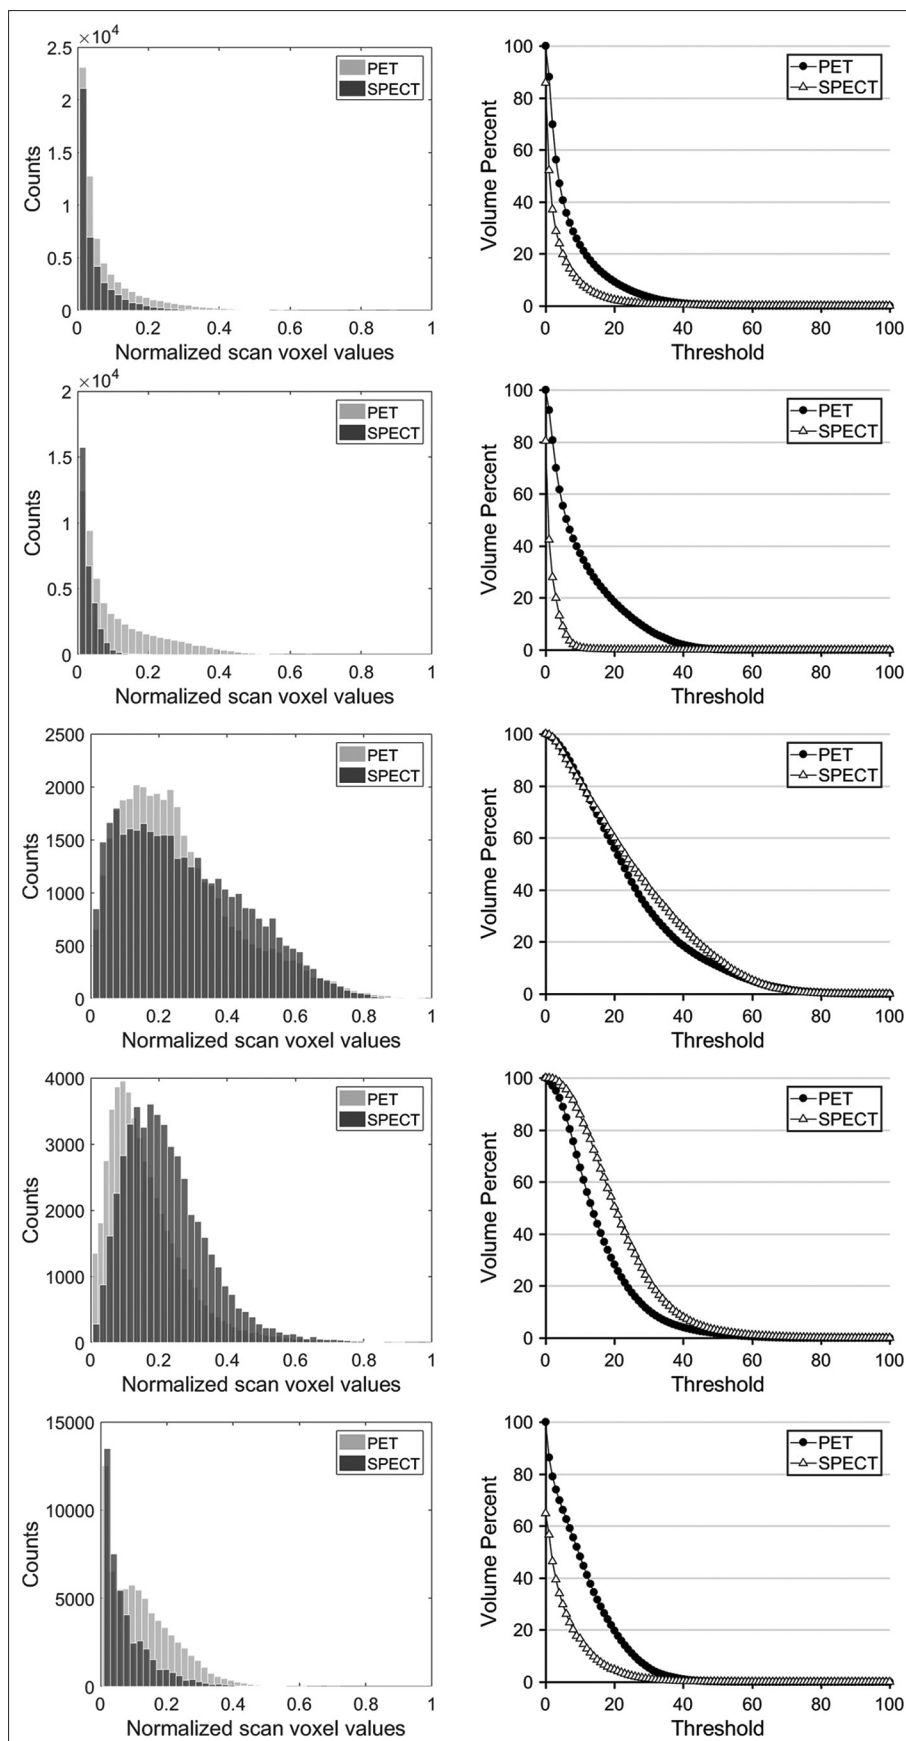 ×10⁴
2.5
2
1.5
1
0.5
0
Counts
PET
SPECT
0 0.2 0.4 0.6 0.8 1
Normalized scan voxel values
100
80
60
40
20
0
Volume Percent
PET
SPECT
0 20 40 60 80 100
Threshold
×10⁴
2
1.5
1
0.5
0
Counts
PET
SPECT
0 0.2 0.4 0.6 0.8 1
Normalized scan voxel values
100
80
60
40
20
0
Volume Percent
PET
SPECT
0 20 40 60 80 100
Threshold
2500
2000
1500
1000
500
0
Counts
PET
SPECT
0 0.2 0.4 0.6 0.8 1
Normalized scan voxel values
100
80
60
40
20
0
Volume Percent
PET
SPECT
0 20 40 60 80 100
Threshold
4000
3000
2000
1000
0
Counts
PET
SPECT
0 0.2 0.4 0.6 0.8 1
Normalized scan voxel values
100
80
60
40
20
0
Volume Percent
PET
SPECT
0 20 40 60 80 100
Threshold
15000
10000
5000
0
Counts
PET
SPECT
0 0.2 0.4 0.6 0.8 1
Normalized scan voxel values
100
80
60
40
20
0
Volume Percent
PET
SPECT
0 20 40 60 80 100
Threshold